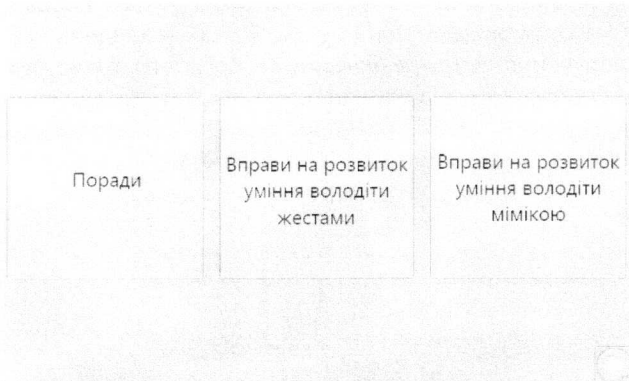 Поради
Вправи на розвиток
уміння володіти
жестами
Вправи на розвиток
уміння володіти
мімікою